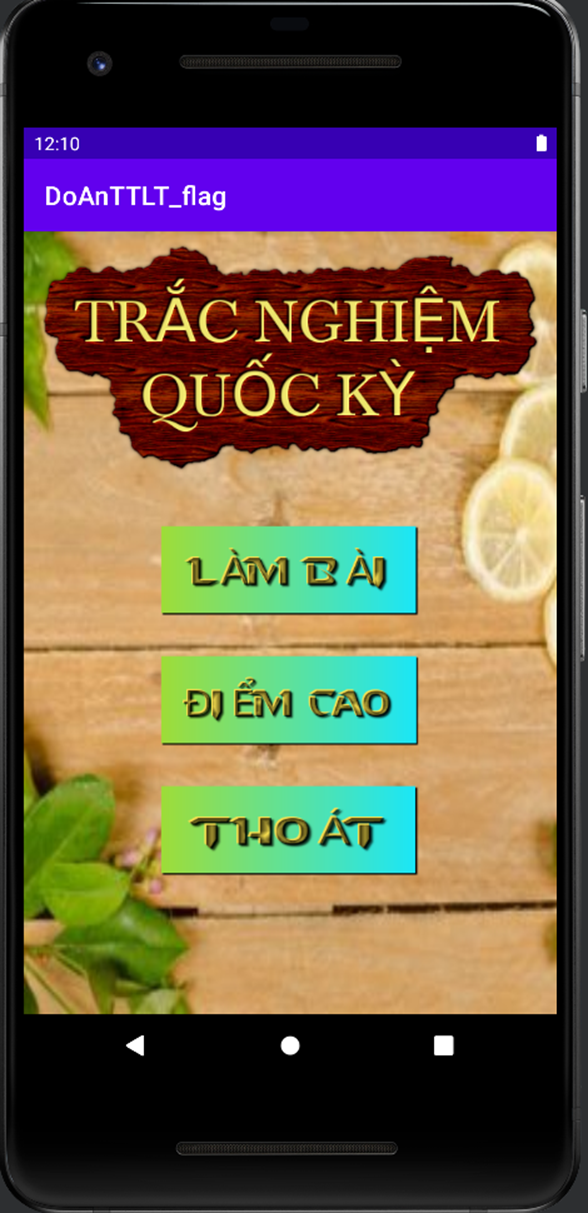 12:10
DoAnTTLT_flag
TRẮC NGHIỆM
QUỐC KỲ
LÀM BÀI
ĐIỂM CAO
THOÁT